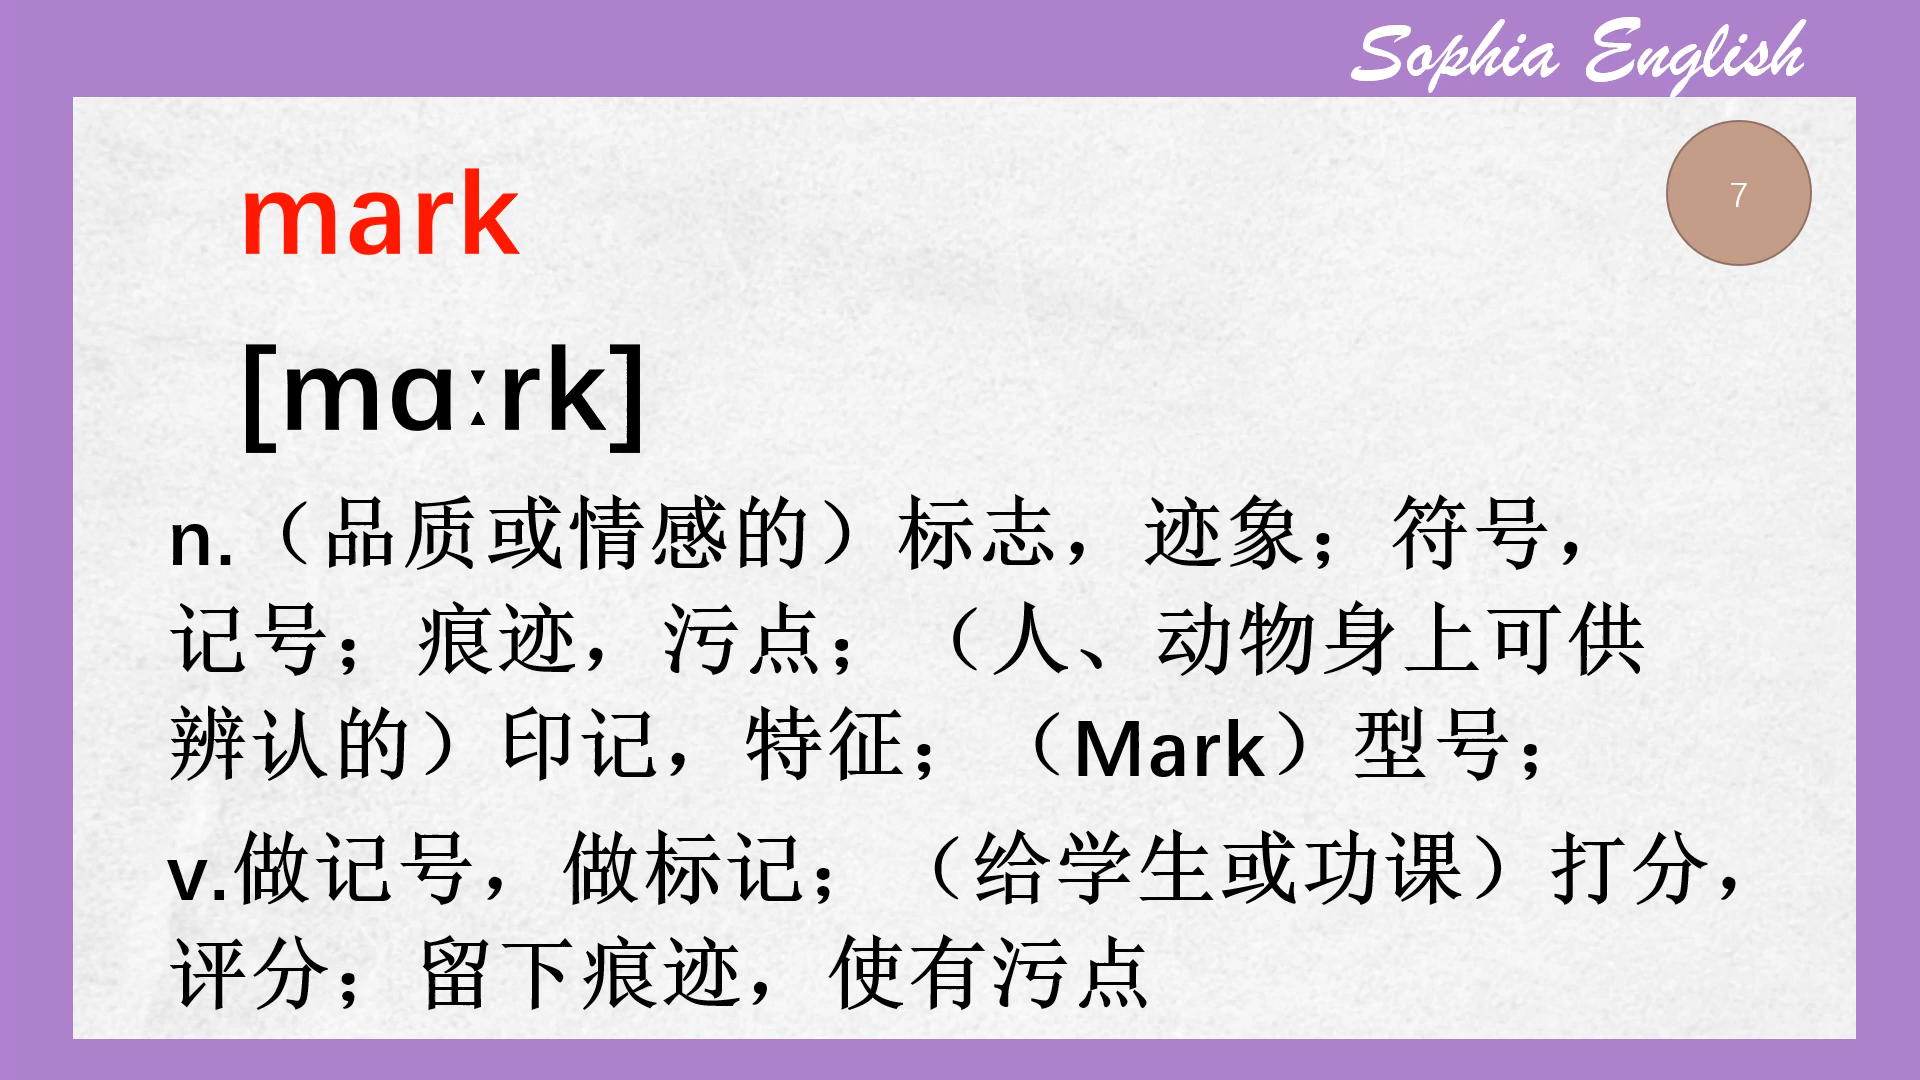 Sophia English
7
mark
[mɑːrk]
n.（品质或情感的）标志，迹象；符号，
记号；痕迹，污点；（人、动物身上可供
辨认的）印记，特征；（Mark）型号；
v.做记号，做标记；（给学生或功课）打分，
评分；留下痕迹，使有污点